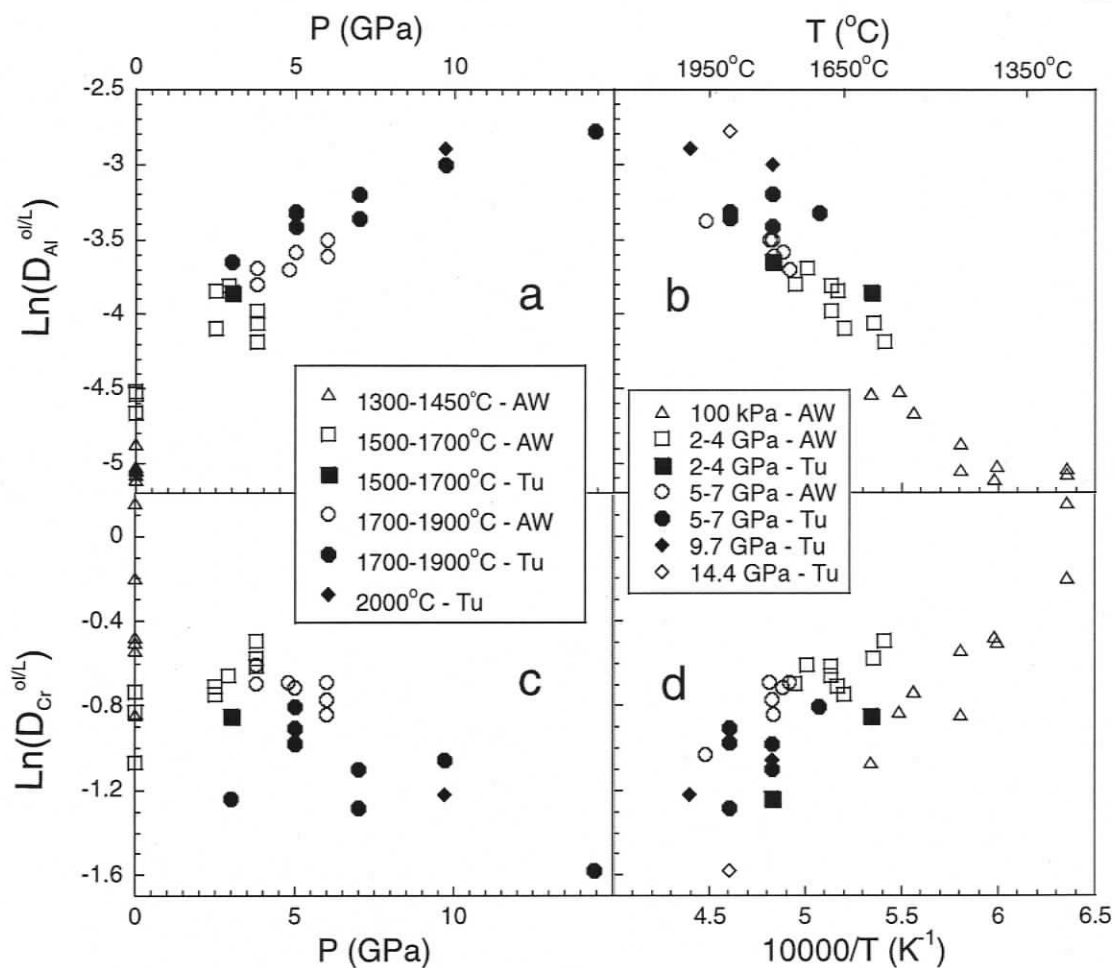 P (GPa)
T (°C)
0 5 10
1950°C 1650°C 1350°C
Ln(D_Al^ol/L)
-2.5
-3
-3.5
-4
-4.5
-5
a
b
1300-1450°C - AW
1500-1700°C - AW
1500-1700°C - Tu
1700-1900°C - AW
1700-1900°C - Tu
2000°C - Tu
100 kPa - AW
2-4 GPa - AW
2-4 GPa - Tu
5-7 GPa - AW
5-7 GPa - Tu
9.7 GPa - Tu
14.4 GPa - Tu
Ln(D_Cr^ol/L)
0
-0.4
-0.8
-1.2
-1.6
c
d
0 5 10
4.5 5 5.5 6 6.5
P (GPa)
10000/T (K⁻¹)